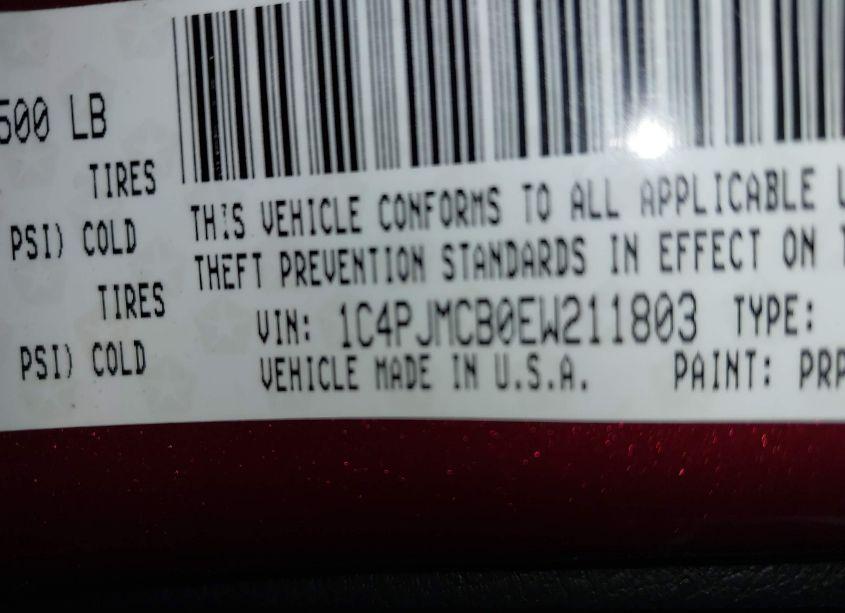 500 LB
TIRES
PSI) COLD
TIRES
PSI) COLD
THIS VEHICLE CONFORMS TO ALL APPLICABLE
THEFT PREVENTION STANDARDS IN EFFECT ON
VIN: 1C4PJMCB0EW211803 TYPE:
VEHICLE MADE IN U.S.A. PAINT: PRP